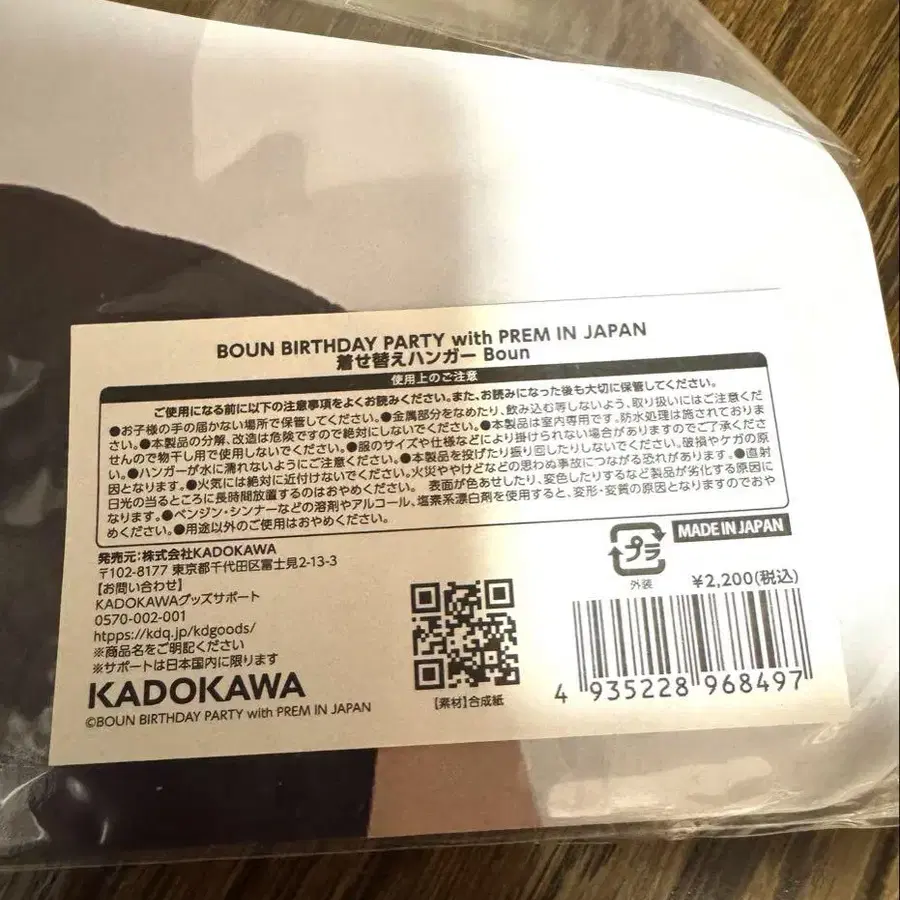 BOUN BIRTHDAY PARTY with PREM IN JAPAN
着せ替えハンガー Boun
使用上のご注意
ご使用になる前に以下の注意事項をよくお読みください。また、お読みになった後も大切に保管してください。
●お子様の手の届かない場所で保管してください。●金属部分をなめたり、飲み込む等しないよう、取り扱いにはご注意くだ
さい。●本製品の分解、改造は危険ですので絶対にしないでください。●本製品は室内専用です。防水処理は施されておりま
せんので物干し用で使用しないでください。●服のサイズや仕様などにより掛けられない場合がありますのでご了承くださ
い。●ハンガーが水に濡れないようにご注意ください。●本製品を投げたり振り回したりしないでください。破損やケガの原
因となります。●火気には絶対に近付けないでください。火災ややけどなどの思わぬ事故につながる恐れがあります。●直射
日光の当るところに長時間放置するのはおやめください。表面が色あせたり、変色したりするなど製品が劣化する原因に
なります。●ベンジン・シンナーなどの溶剤やアルコール、塩素系漂白剤を使用すると、変形・変質の原因となりますのでおや
めください。●用途以外のご使用はおやめください。
発売元:株式会社KADOKAWA
〒102-8177 東京都千代田区富士見2-13-3
【お問い合わせ】
KADOKAWAグッズサポート
0570-002-001
htpps://kdq.jp/kdgoods/
※商品名をご明記ください
※サポートは日本国内に限ります
KADOKAWA
©BOUN BIRTHDAY PARTY with PREM IN JAPAN
【素材】合成紙
プラ
外装
MADE IN JAPAN
¥2,200(税込)
4 935228 968497